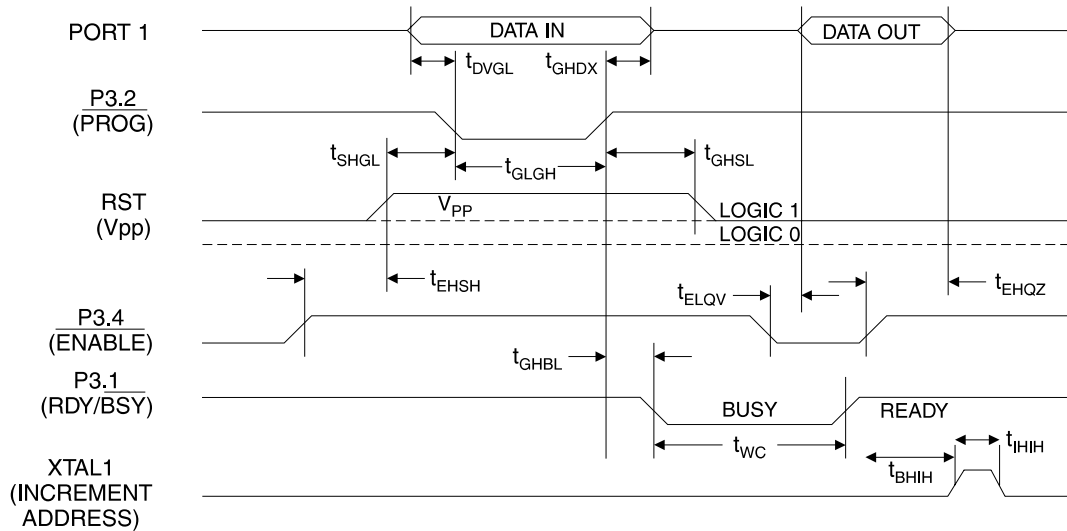 PORT 1
DATA IN
DATA OUT
tDVGL
tGHDX
P3.2
(PROG)
tSHGL
tGLGH
tGHSL
RST
(Vpp)
VPP
LOGIC 1
LOGIC 0
tEHSH
tELQV
tEHQZ
P3.4
(ENABLE)
tGHBL
P3.1
(RDY/BSY)
BUSY
READY
tWC
tIHIH
tBHIH
XTAL1
(INCREMENT
ADDRESS)